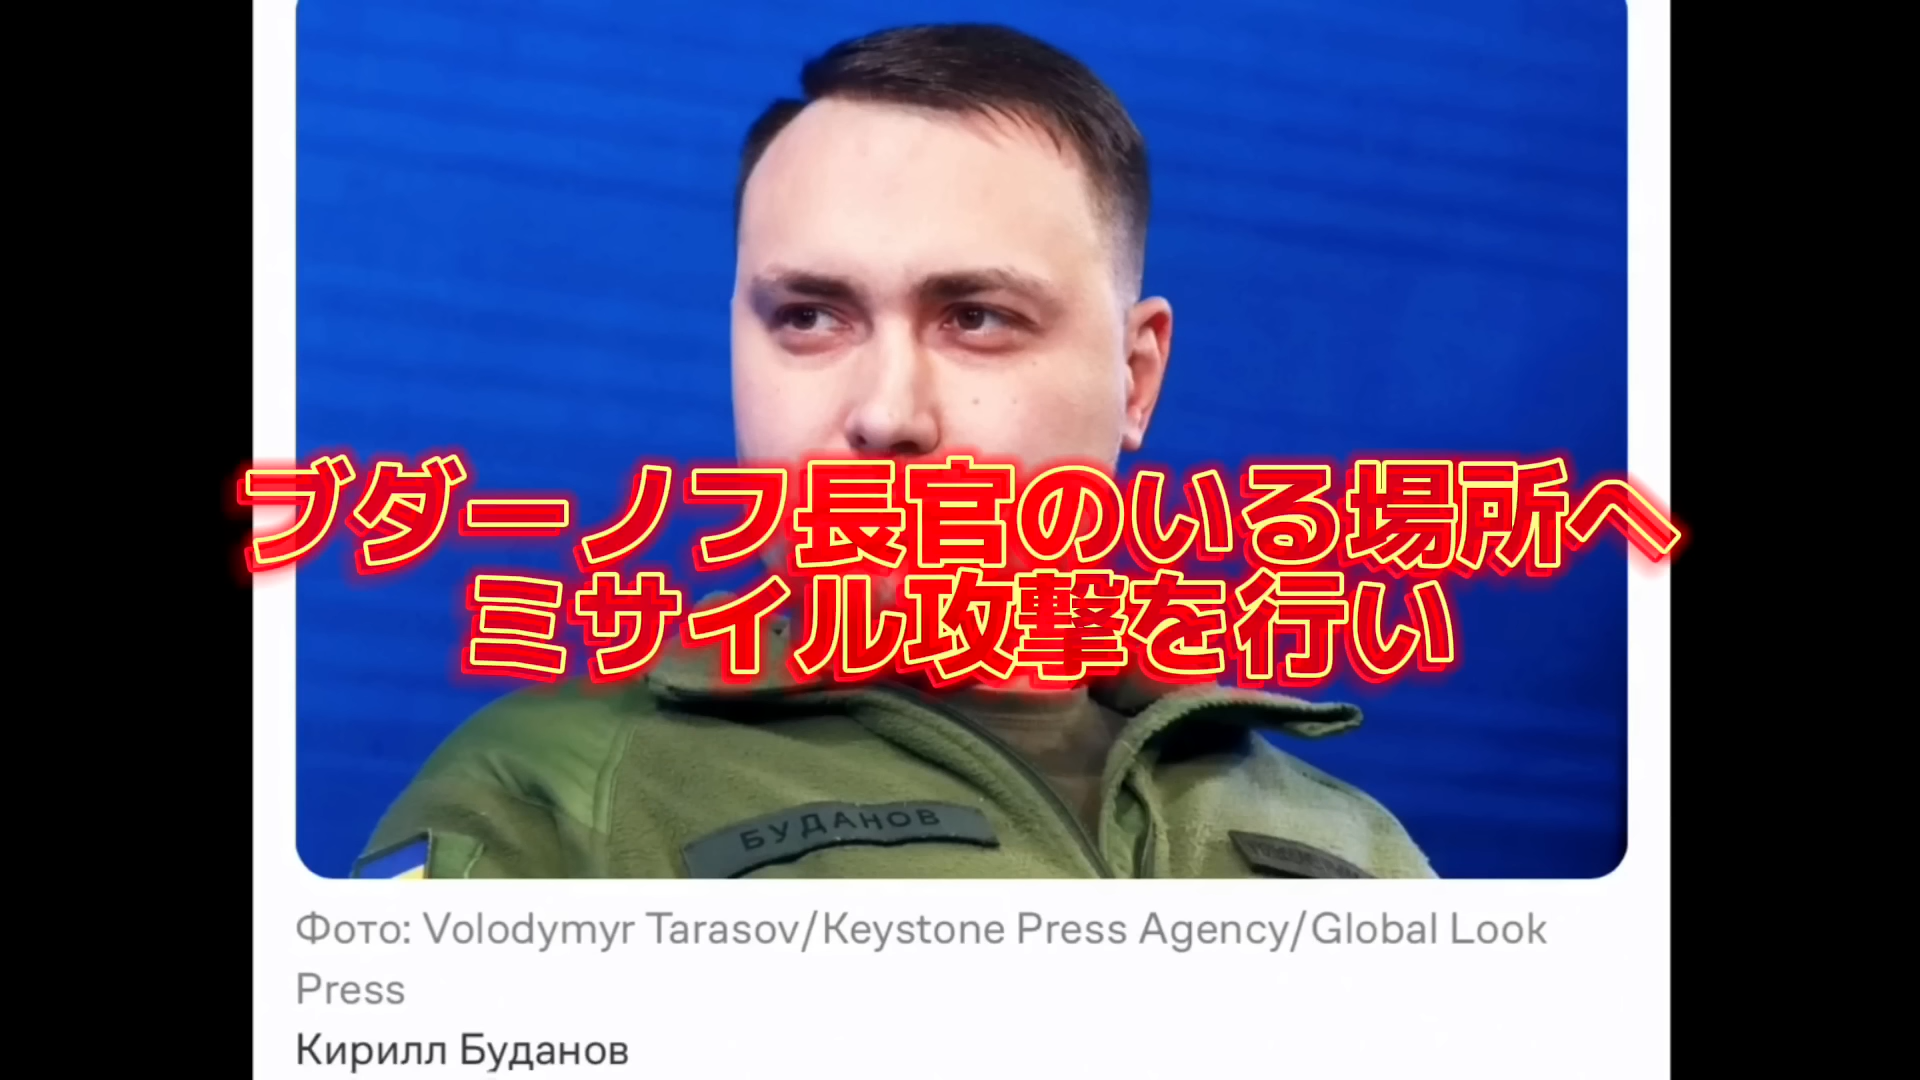 ブダーノフ長官のいる場所へ
ミサイル攻撃を行い
БУДАНОВ
Фото: Volodymyr Tarasov/Keystone Press Agency/Global Look
Press
Кирилл Буданов